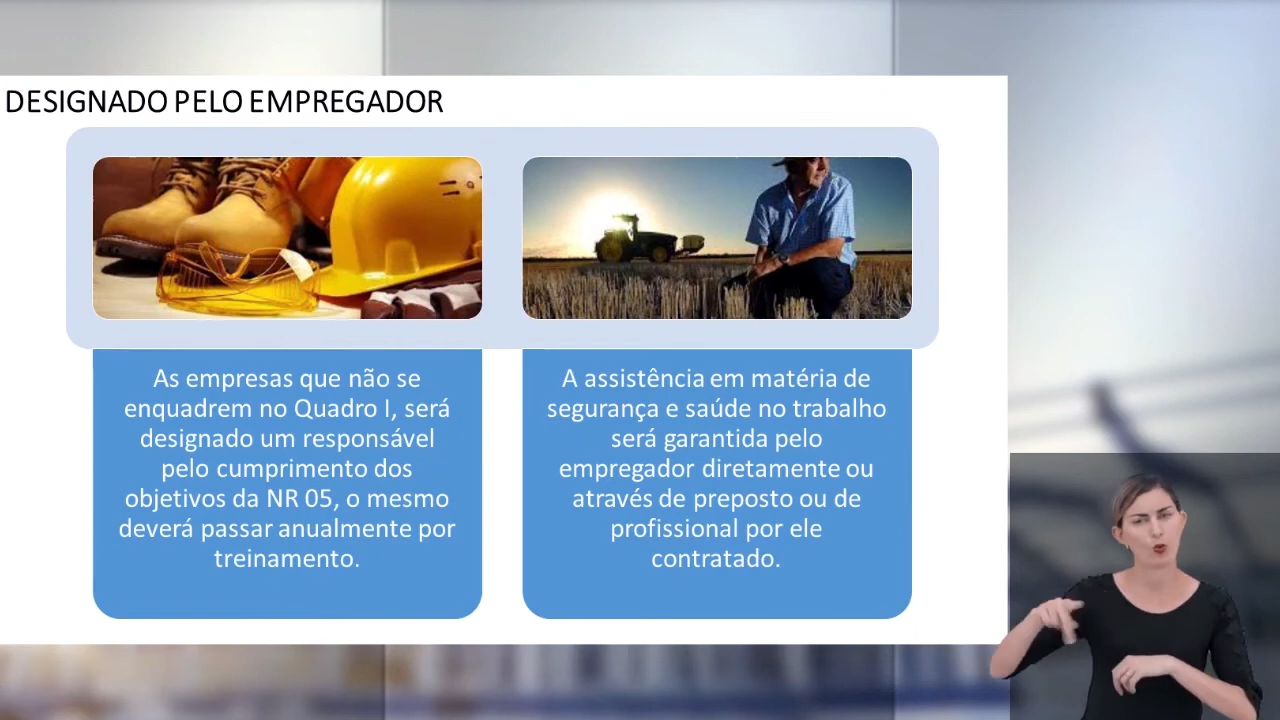 DESIGNADO PELO EMPREGADOR
As empresas que não se
enquadrem no Quadro I, será
designado um responsável
pelo cumprimento dos
objetivos da NR 05, o mesmo
deverá passar anualmente por
treinamento.
A assistência em matéria de
segurança e saúde no trabalho
será garantida pelo
empregador diretamente ou
através de preposto ou de
profissional por ele
contratado.